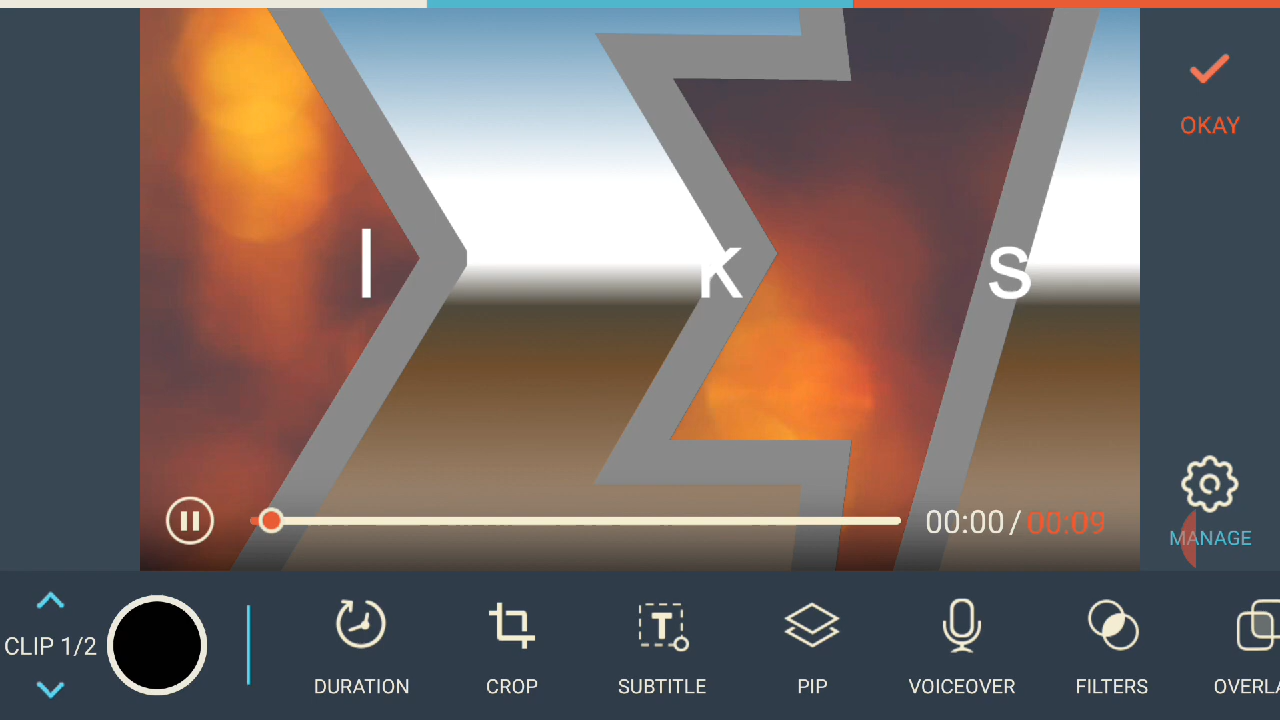 OKAY
l K s
00:00/00:09
MANAGE
CLIP 1/2
DURATION CROP SUBTITLE PIP VOICEOVER FILTERS OVERLA